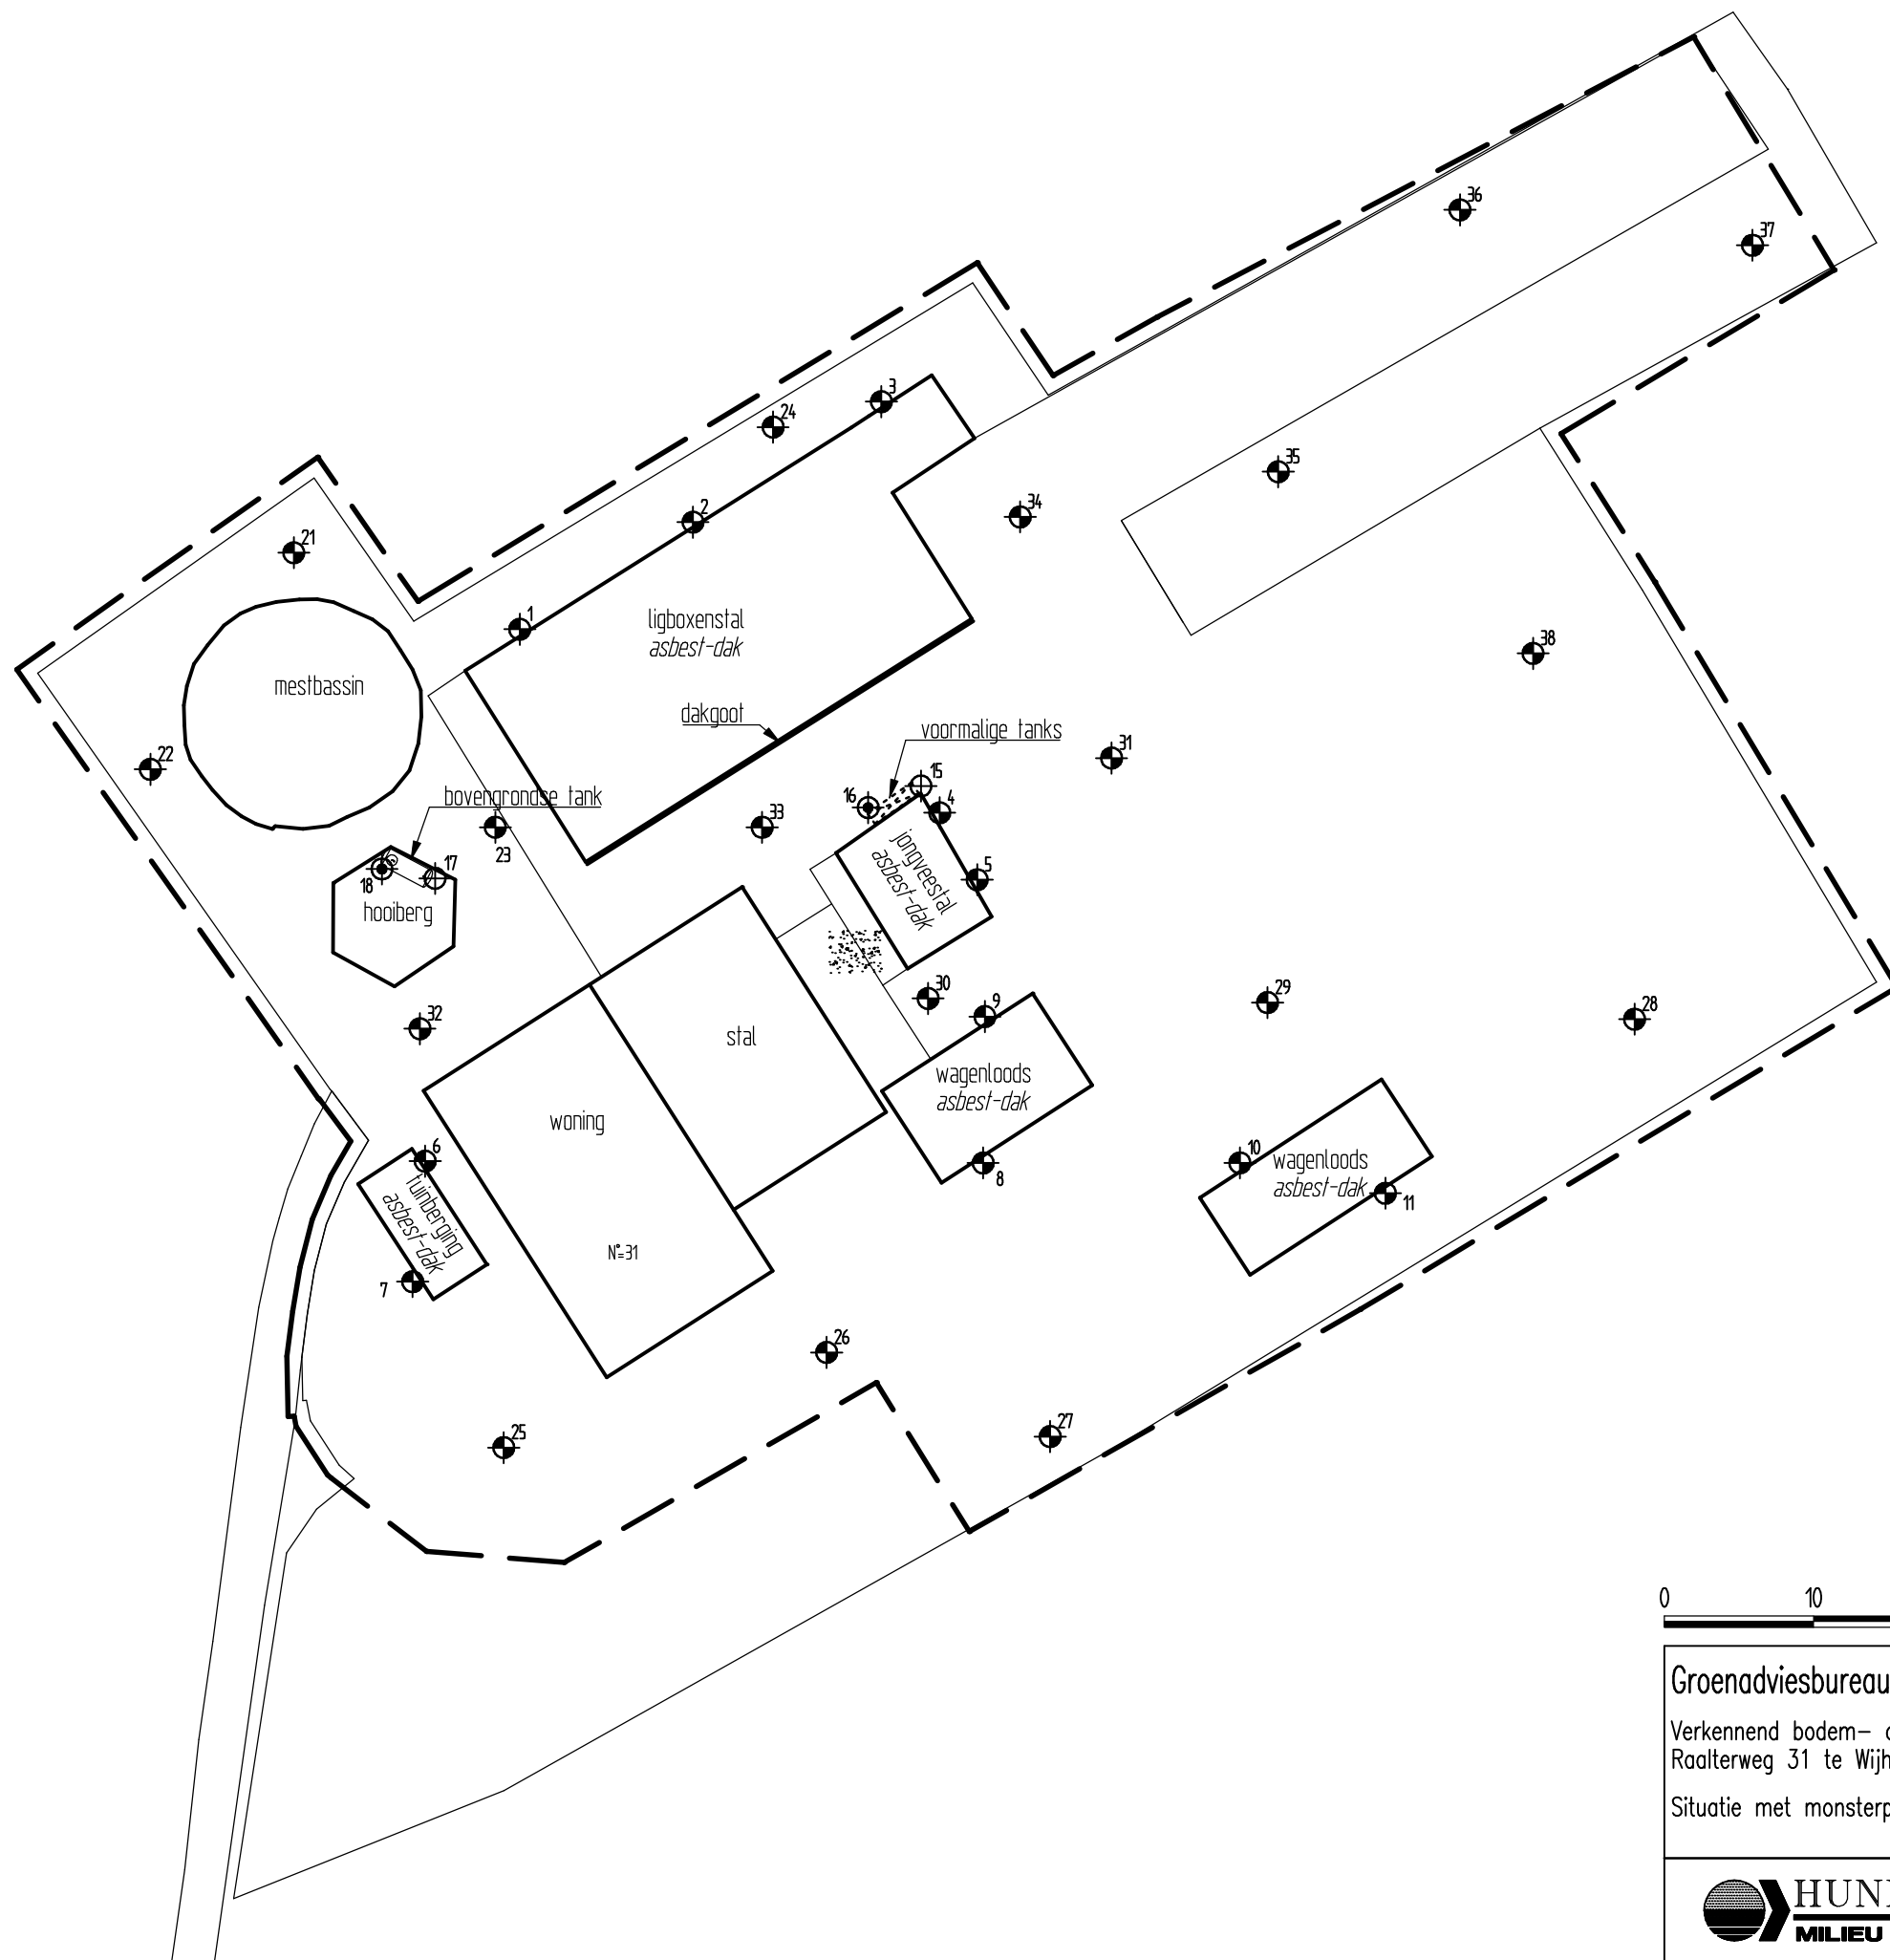 36
37
3
24
2
34
35
21
1
ligboxenstal
asbest-dak
38
mestbassin
dakgoot
voormalige tanks
31
22
15
bovengrondse tank
16
4
33
23
jongveestal
asbest-dak
5
17
18
hooiberg
30
9
29
28
32
stal
wagenloods
asbest-dak
woning
6
8
10
wagenloods
asbest-dak
11
tuinberging
asbest-dak
N°=31
7
26
27
25
0 10
Groenadviesbureau
Verkennend bodem-
Raalterweg 31 te Wijh
Situatie met monsterp
HUN
MILIEU